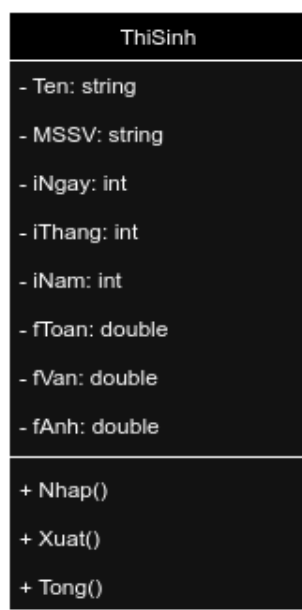 ThiSinh
- Ten: string
- MSSV: string
- iNgay: int
- iThang: int
- iNam: int
- fToan: double
- fVan: double
- fAnh: double
+ Nhap()
+ Xuat()
+ Tong()